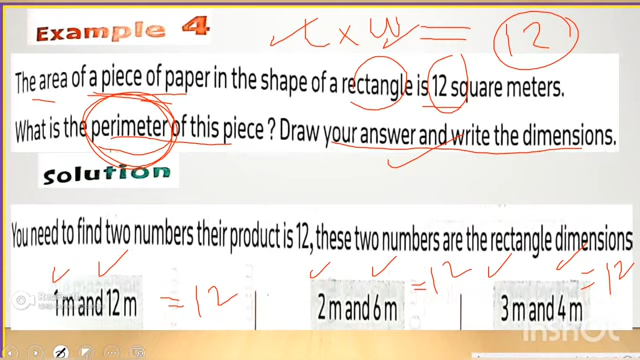 Example 4
L x W = 12
The area of a piece of paper in the shape of a rectangle is 12 square meters.
What is the perimeter of this piece? Draw your answer and write the dimensions.
Solution
You need to find two numbers their product is 12, these two numbers are the rectangle dimensions
1 m and 12 m = 12
2 m and 6 m = 12
3 m and 4 m = 12
InShot